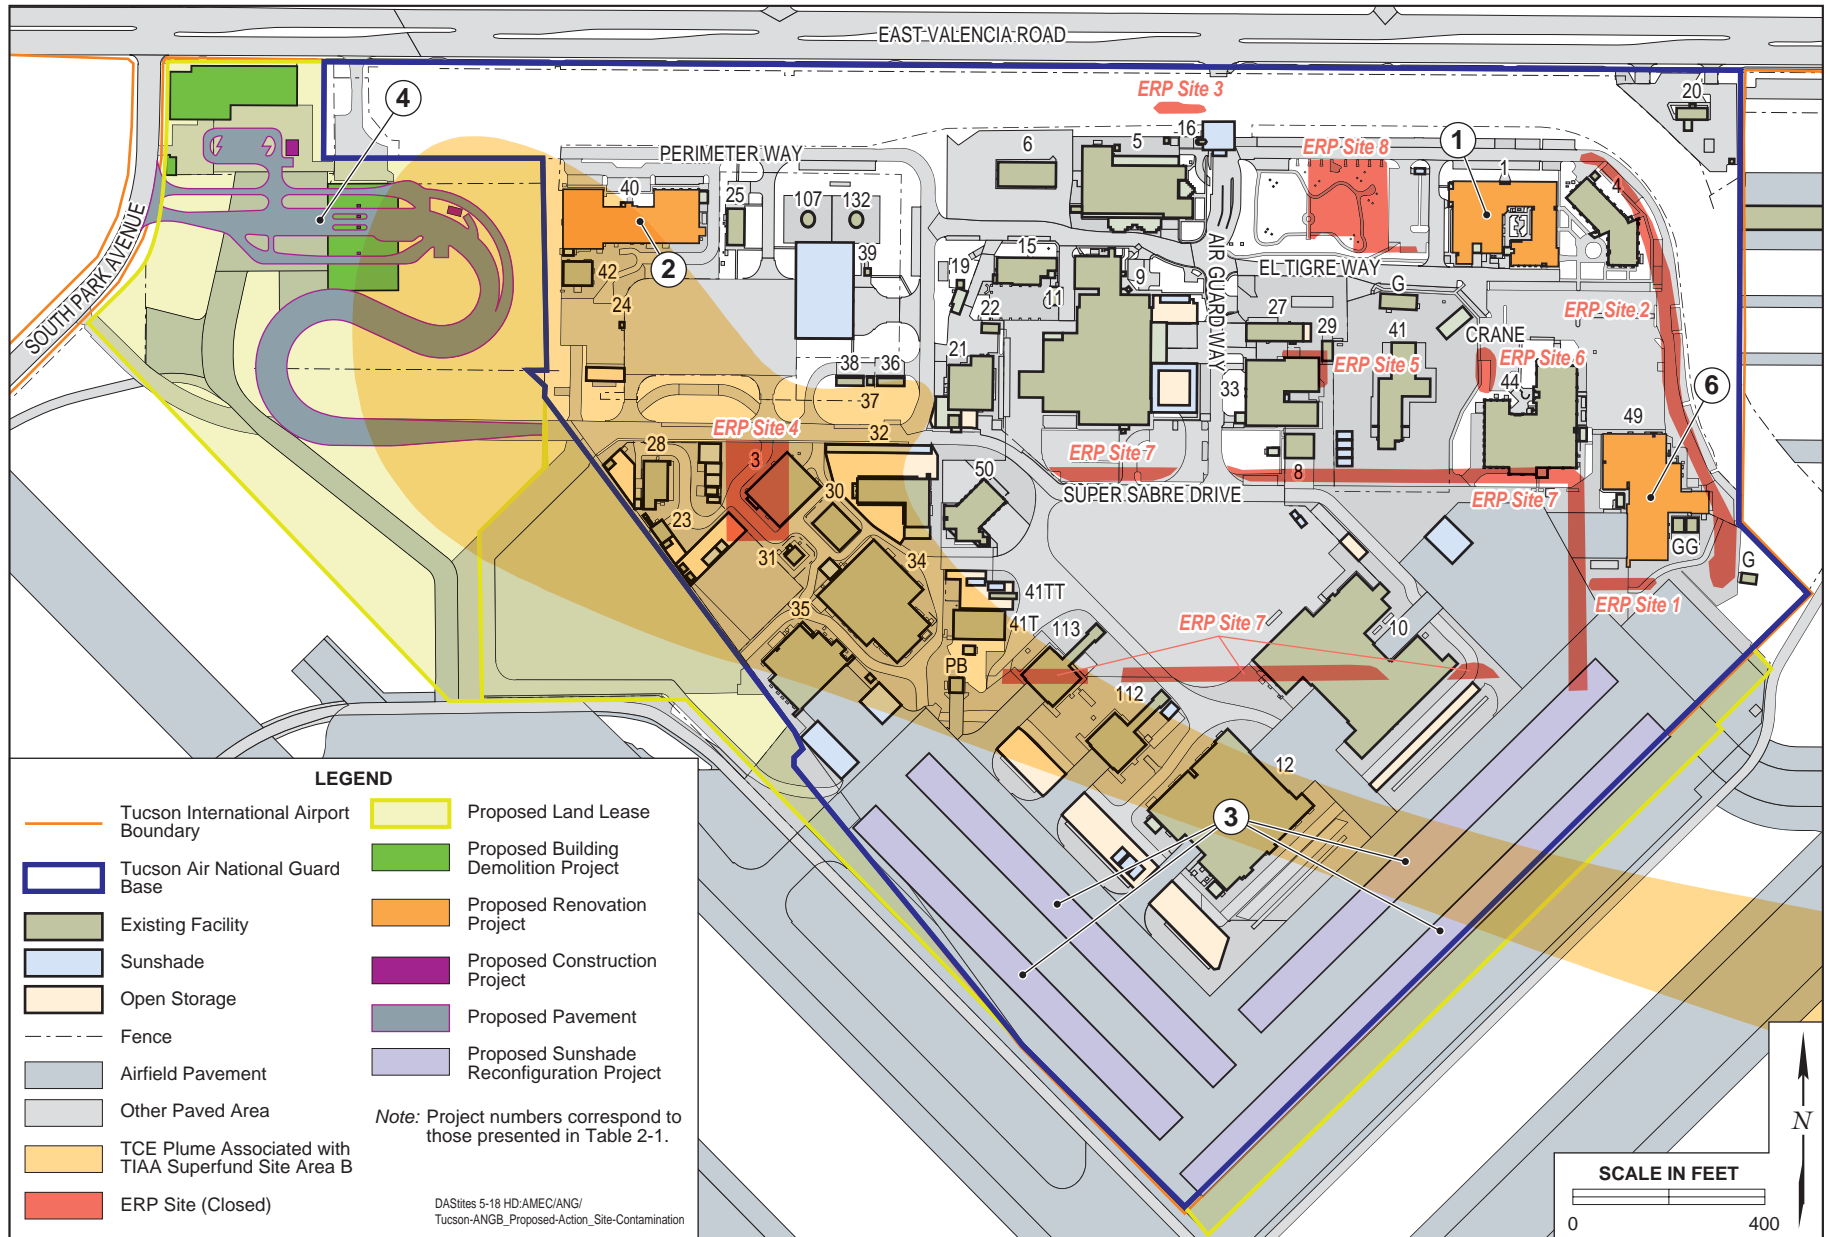 EAST VALENCIA ROAD
ERP Site 3
20
4
16
5
6
PERIMETER WAY
ERP Site 8
1
1
4
40
25
107
132
SOUTH PARK AVENUE
2
42
39
15
19
11
9
AIR GUARD WAY
EL TIGRE WAY
G
24
22
27
29
41
CRANE
ERP Site 2
38
36
37
21
33
ERP Site 5
ERP Site 6
44
6
49
ERP Site 4
32
28
3
30
50
ERP Site 7
8
SUPER SABRE DRIVE
ERP Site 7
23
31
34
GG
G
41TT
35
41T
113
ERP Site 7
10
ERP Site 1
PB
112
12
3
LEGEND
Tucson International Airport
Boundary
Tucson Air National Guard
Base
Existing Facility
Sunshade
Open Storage
Fence
Airfield Pavement
Other Paved Area
TCE Plume Associated with
TIAA Superfund Site Area B
ERP Site (Closed)
Proposed Land Lease
Proposed Building
Demolition Project
Proposed Renovation
Project
Proposed Construction
Project
Proposed Pavement
Proposed Sunshade
Reconfiguration Project
Note: Project numbers correspond to
those presented in Table 2-1.
DAStites 5-18 HD:AMEC/ANG/
Tucson-ANGB_Proposed-Action_Site-Contamination
N
SCALE IN FEET
0 400